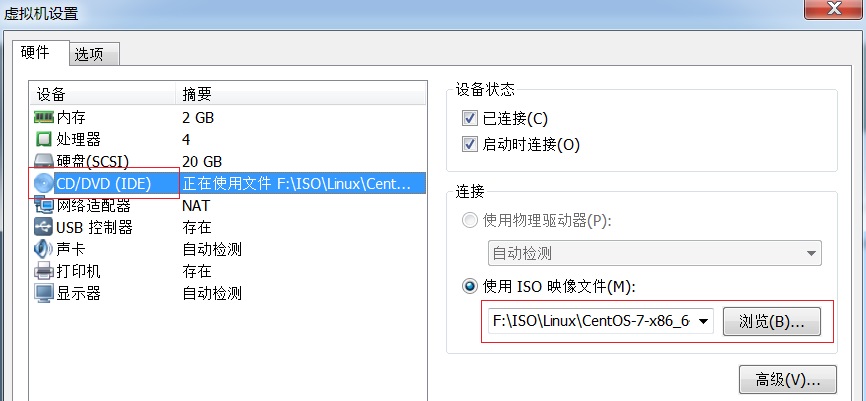 虚拟机设置
硬件 选项
设备 摘要
内存 2 GB
处理器 4
硬盘(SCSI) 20 GB
CD/DVD (IDE) 正在使用文件 F:\ISO\Linux\Cent...
网络适配器 NAT
USB 控制器 存在
声卡 自动检测
打印机 存在
显示器 自动检测
设备状态
已连接(C)
启动时连接(O)
连接
使用物理驱动器(P):
自动检测
使用 ISO 映像文件(M):
F:\ISO\Linux\CentOS-7-x86_6 浏览(B)...
高级(V)...